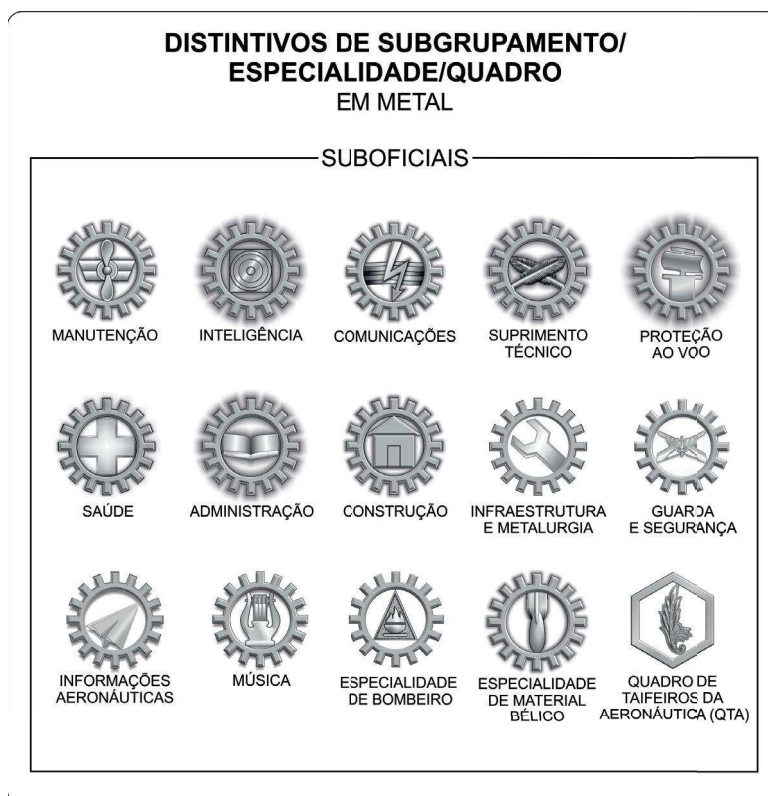 DISTINTIVOS DE SUBGRUPAMENTO/
ESPECIALIDADE/QUADRO
EM METAL
SUBOFICIAIS
MANUTENÇÃO
INTELIGÊNCIA
COMUNICAÇÕES
SUPRIMENTO
TÉCNICO
PROTEÇÃO
AO VOO
SAÚDE
ADMINISTRAÇÃO
CONSTRUÇÃO
INFRAESTRUTURA
E METALURGIA
GUARDA
E SEGURANÇA
INFORMAÇÕES
AERONÁUTICAS
MÚSICA
ESPECIALIDADE
DE BOMBEIRO
ESPECIALIDADE
DE MATERIAL
BÉLICO
QUADRO DE
TAIFEIROS DA
AERONÁUTICA (QTA)